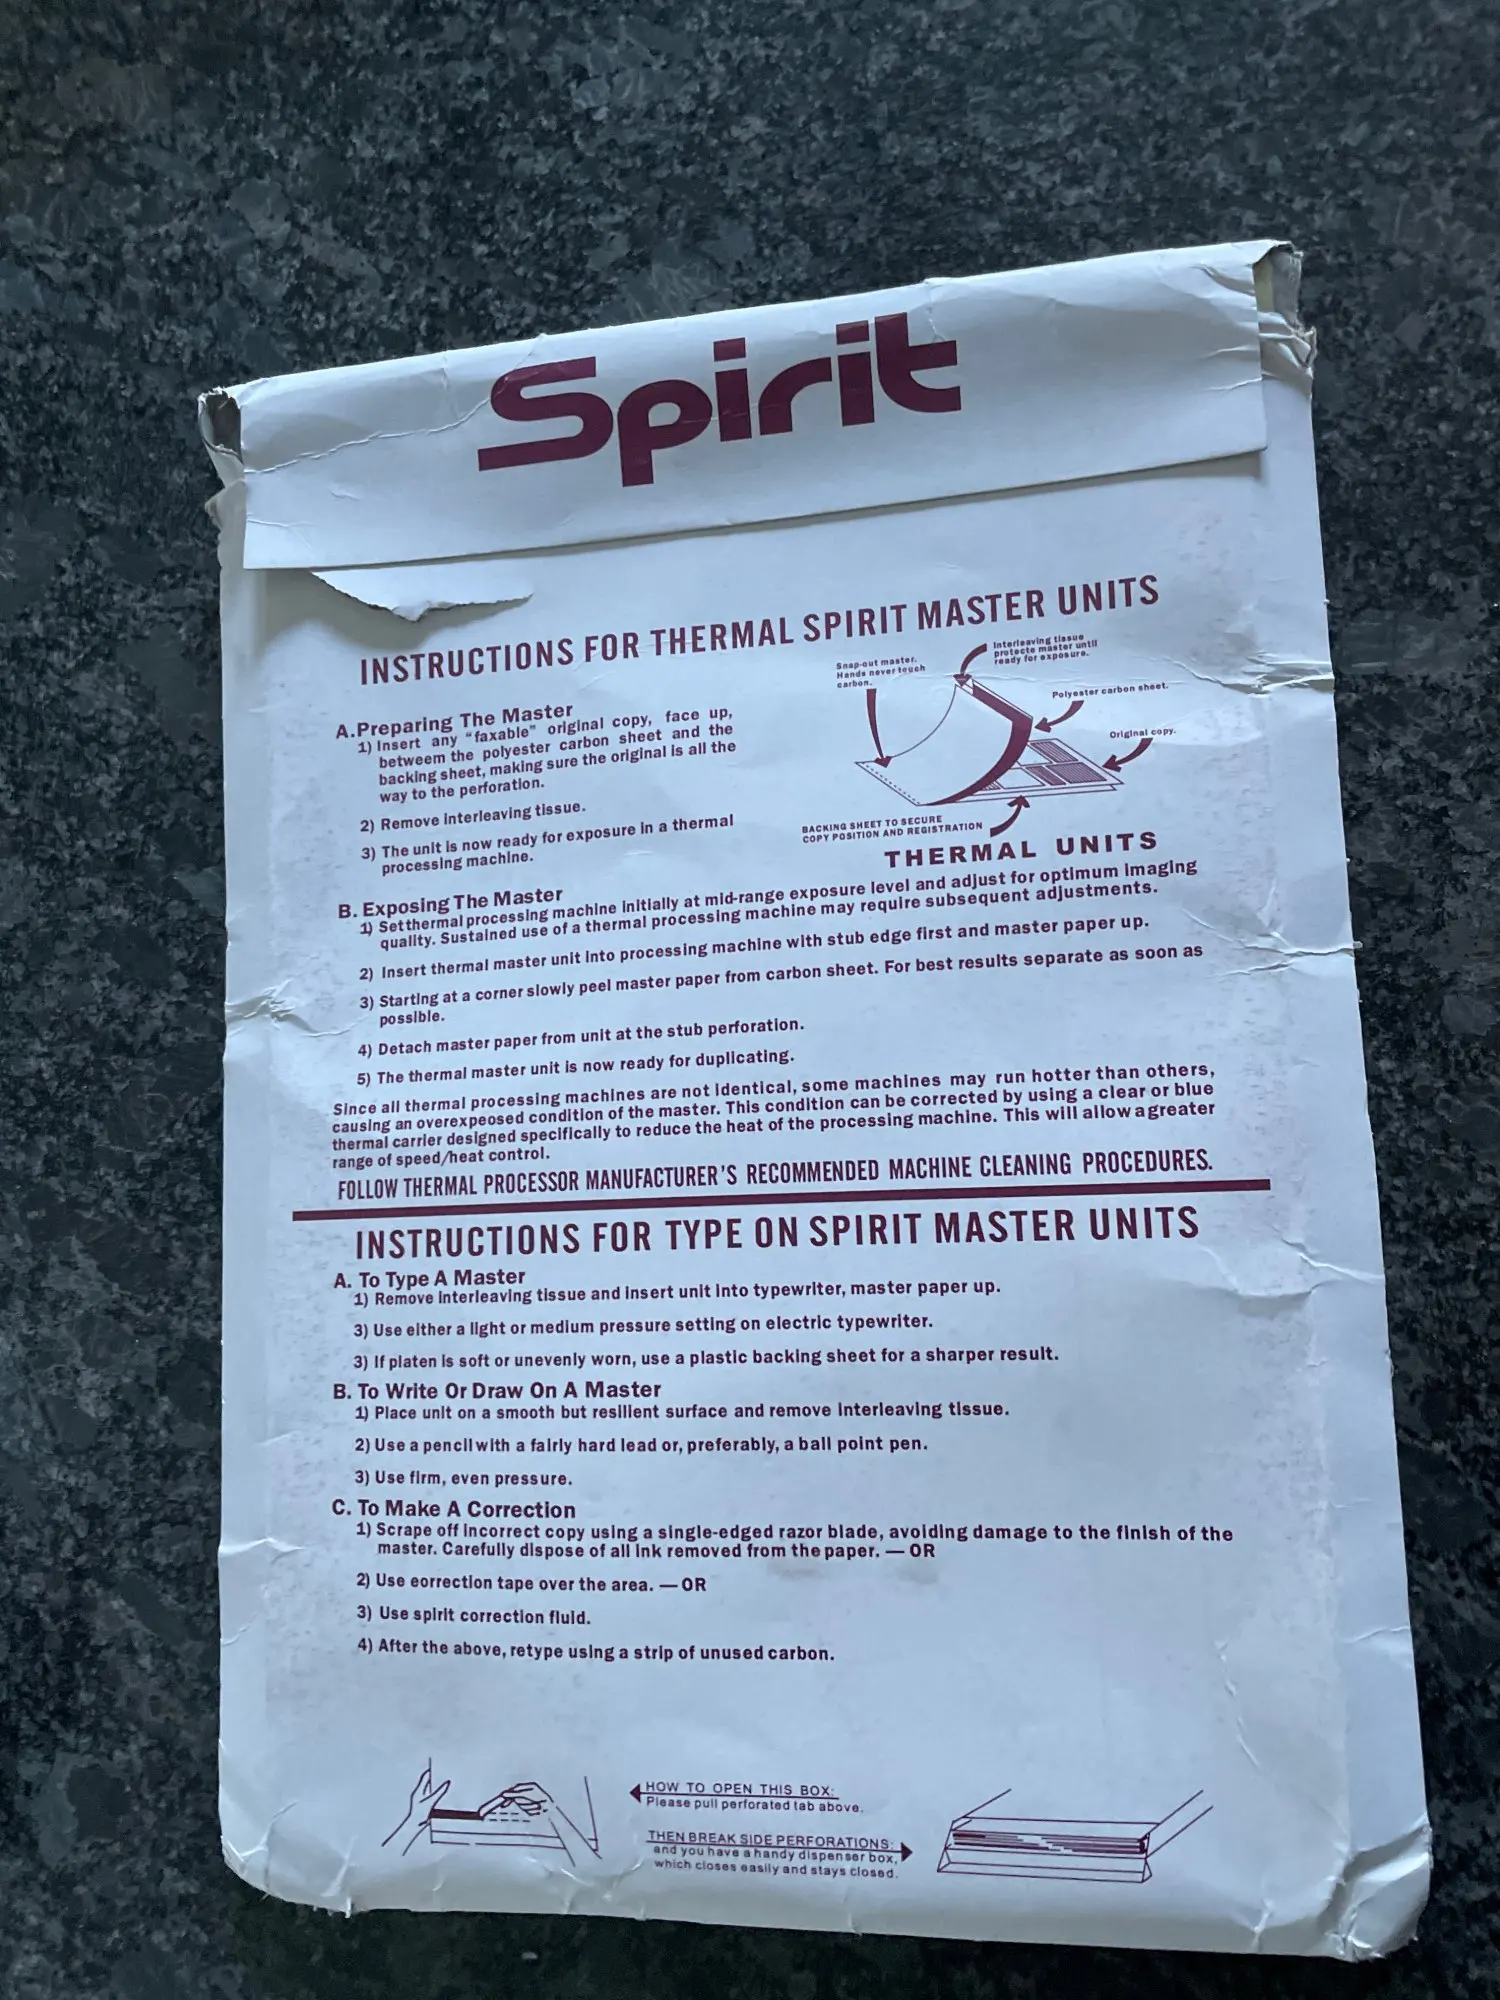 Spirit
INSTRUCTIONS FOR THERMAL SPIRIT MASTER UNITS
A.Preparing The Master
1) Insert any "faxable" original copy, face up,
betweem the polyester carbon sheet and the
backing sheet, making sure the original is all the
way to the perforation.
2) Remove interleaving tissue.
3) The unit is now ready for exposure in a thermal
processing machine.
Snap-out master.
Hands never touch
carbon.
Interleaving tissue
protecte master until
ready for exposure.
Polyester carbon sheet.
Original copy.
BACKING SHEET TO SECURE
COPY POSITION AND REGISTRATION
THERMAL UNITS
B. Exposing The Master
1) Set thermal processing machine initially at mid-range exposure level and adjust for optimum imaging
quality. Sustained use of a thermal processing machine may require subsequent adjustments.
2) Insert thermal master unit into processing machine with stub edge first and master paper up.
3) Starting at a corner slowly peel master paper from carbon sheet. For best results separate as soon as
possible.
4) Detach master paper from unit at the stub perforation.
5) The thermal master unit is now ready for duplicating.
Since all thermal processing machines are not identical, some machines may run hotter than others,
causing an overexpeosed condition of the master. This condition can be corrected by using a clear or blue
thermal carrier designed specifically to reduce the heat of the processing machine. This will allow a greater
range of speed/heat control.
FOLLOW THERMAL PROCESSOR MANUFACTURER'S RECOMMENDED MACHINE CLEANING PROCEDURES.
INSTRUCTIONS FOR TYPE ON SPIRIT MASTER UNITS
A. To Type A Master
1) Remove interleaving tissue and insert unit into typewriter, master paper up.
3) Use either a light or medium pressure setting on electric typewriter.
3) If platen is soft or unevenly worn, use a plastic backing sheet for a sharper result.
B. To Write Or Draw On A Master
1) Place unit on a smooth but resilient surface and remove interleaving tissue.
2) Use a pencil with a fairly hard lead or, preferably, a ball point pen.
3) Use firm, even pressure.
C. To Make A Correction
1) Scrape off incorrect copy using a single-edged razor blade, avoiding damage to the finish of the
master. Carefully dispose of all ink removed from the paper. — OR
2) Use eorrection tape over the area. — OR
3) Use spirit correction fluid.
4) After the above, retype using a strip of unused carbon.
HOW TO OPEN THIS BOX:
Please pull perforated tab above.
THEN BREAK SIDE PERFORATIONS:
and you have a handy dispenser box,
which closes easily and stays closed.